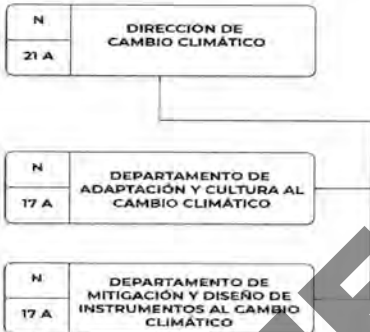 N
21 A
DIRECCIÓN DE
CAMBIO CLIMÁTICO
N
17 A
DEPARTAMENTO DE
ADAPTACIÓN Y CULTURA AL
CAMBIO CLIMÁTICO
N
17 A
DEPARTAMENTO DE
MITIGACIÓN Y DISEÑO DE
INSTRUMENTOS AL CAMBIO
CLIMÁTICO